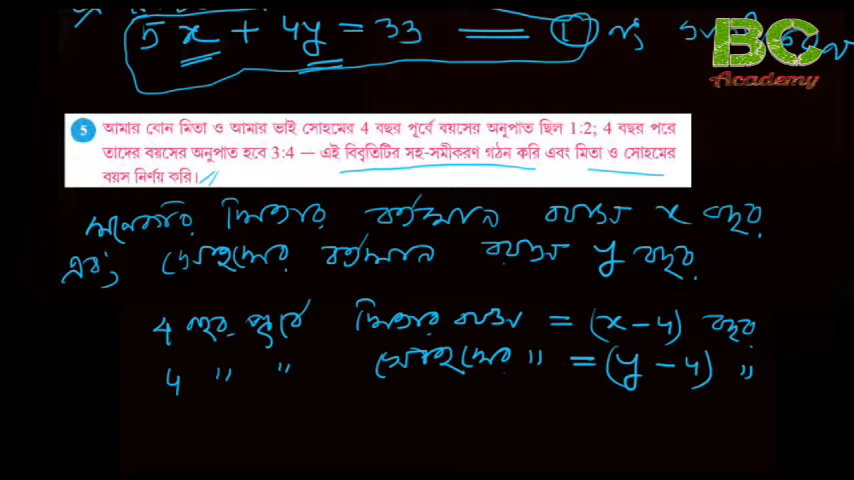 5x + 4y = 33 —— ① নং
BC
Academy
5 আমার বোন মিতা ও আমার ভাই সোহমের 4 বছর পূর্বে বয়সের অনুপাত ছিল 1:2; 4 বছর পরে
তাদের বয়সের অনুপাত হবে 3:4 — এই বিবৃতিটির সহ-সমীকরণ গঠন করি এবং মিতা ও সোহমের
বয়স নির্ণয় করি।
মনেকরি মিতার বর্তমান বয়স x বছর
এবং সোহমের বর্তমান বয়স y বছর
4 বছর পূর্বে মিতার বয়স = (x – 4) বছর
4 " " সোহমের " = (y – 4) "